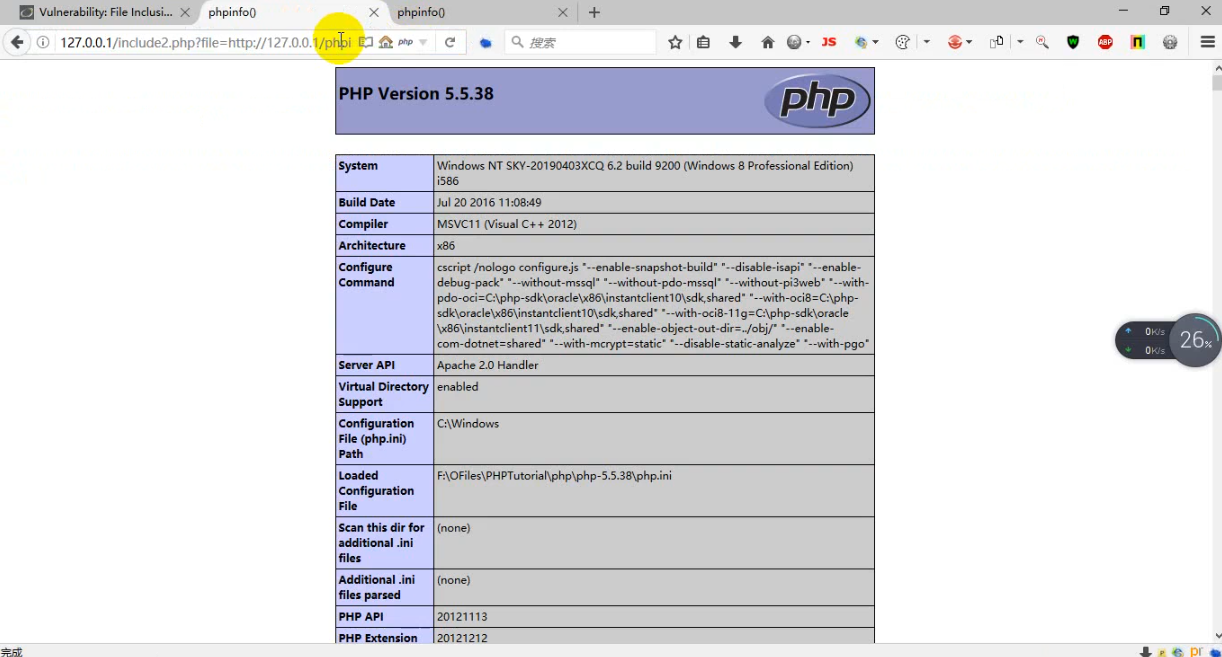 Vulnerability: File Inclusi...
phpinfo()
phpinfo()
127.0.0.1/include2.php?file=http://127.0.0.1/phpi
php
搜索
JS
ABP
PHP Version 5.5.38
php
System
Windows NT SKY-20190403XCQ 6.2 build 9200 (Windows 8 Professional Edition)
i586
Build Date
Jul 20 2016 11:08:49
Compiler
MSVC11 (Visual C++ 2012)
Architecture
x86
Configure
Command
cscript /nologo configure.js "--enable-snapshot-build" "--disable-isapi" "--enable-
debug-pack" "--without-mssql" "--without-pdo-mssql" "--without-pi3web" "--with-
pdo-oci=C:\php-sdk\oracle\x86\instantclient10\sdk,shared" "--with-oci8=C:\php-
sdk\oracle\x86\instantclient10\sdk,shared" "--with-oci8-11g=C:\php-sdk\oracle
\x86\instantclient11\sdk,shared" "--enable-object-out-dir=../obj/" "--enable-
com-dotnet=shared" "--with-mcrypt=static" "--disable-static-analyze" "--with-pgo"
Server API
Apache 2.0 Handler
Virtual Directory
Support
enabled
Configuration
File (php.ini)
Path
C:\Windows
Loaded
Configuration
File
F:\OFiles\PHPTutorial\php\php-5.5.38\php.ini
Scan this dir for
additional .ini
files
(none)
Additional .ini
files parsed
(none)
PHP API
20121113
PHP Extension
20121212
0K/s
0K/s
26%
完成